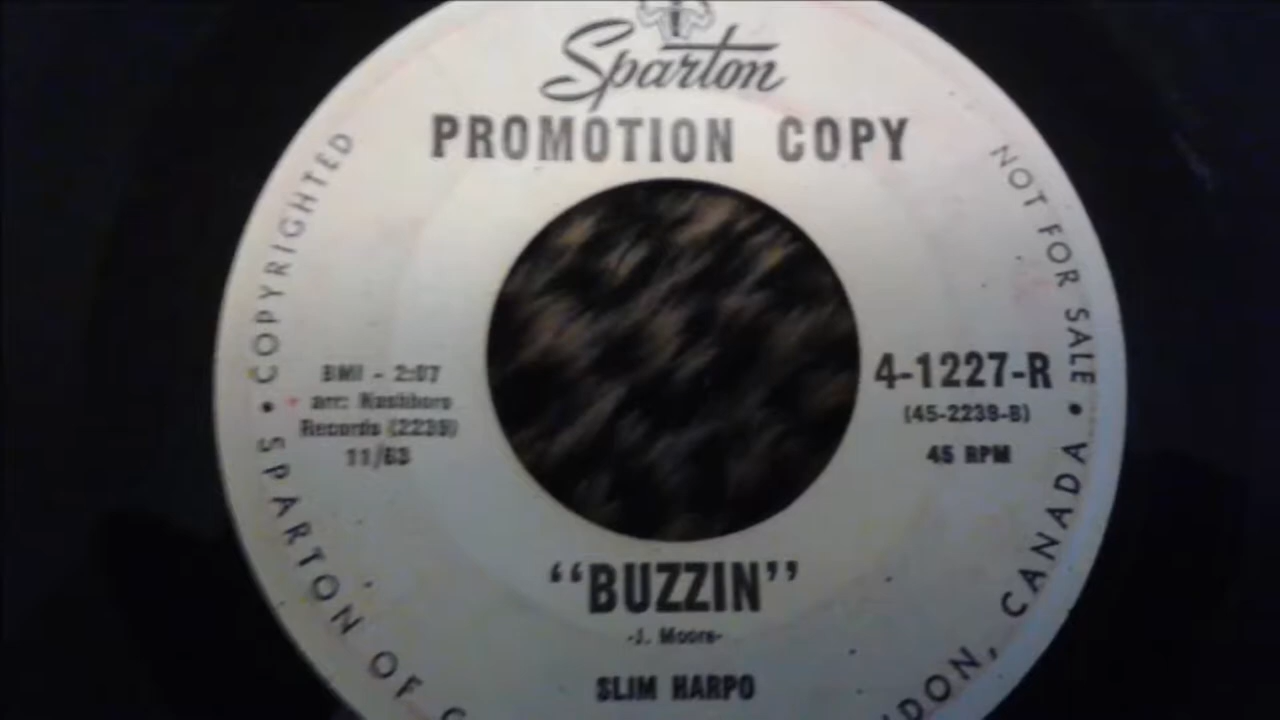 Sparton
PROMOTION COPY
COPYRIGHTED
NOT FOR SALE
BMI - 2:07
arr: Nashboro
Records (2239)
11/63
4-1227-R
(45-2239-B)
45 RPM
"BUZZIN"
-J. Moore-
SLIM HARPO
SPARTON OF
CANADA